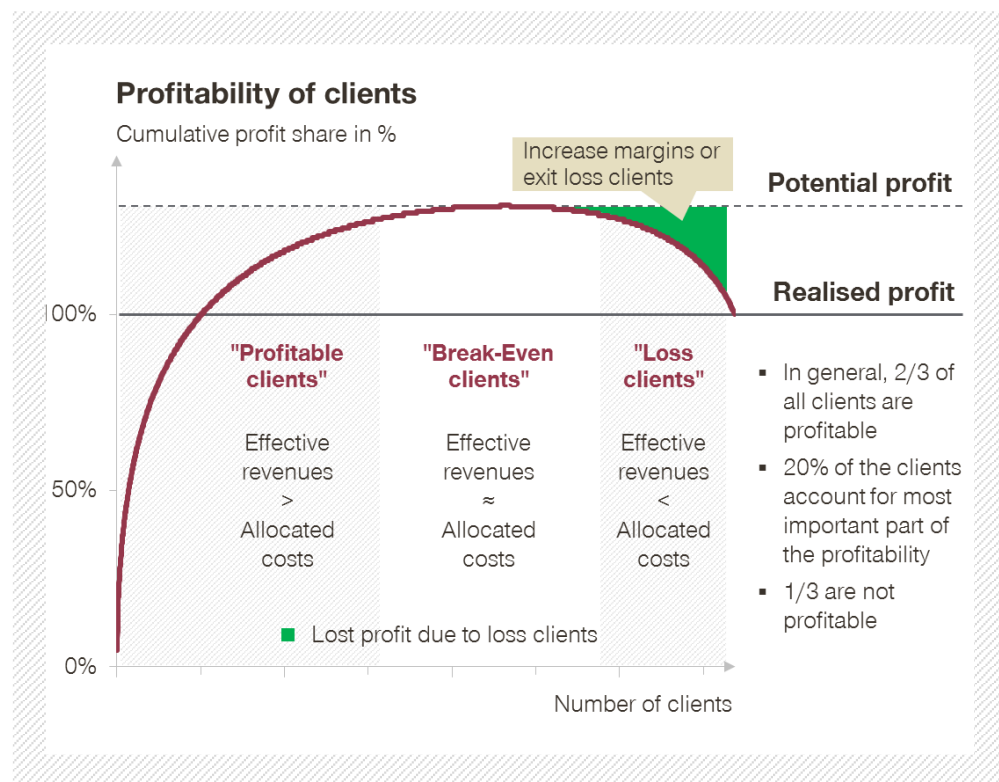 Profitability of clients
Cumulative profit share in %
Increase margins or
exit loss clients
Potential profit
Realised profit
00%
"Profitable
clients"
"Break-Even
clients"
"Loss
clients"
Effective
revenues
>
Allocated
costs
Effective
revenues
≈
Allocated
costs
Effective
revenues
<
Allocated
costs
▪ In general, 2/3 of
all clients are
profitable
▪ 20% of the clients
account for most
important part of
the profitability
▪ 1/3 are not
profitable
50%
Lost profit due to loss clients
0%
Number of clients